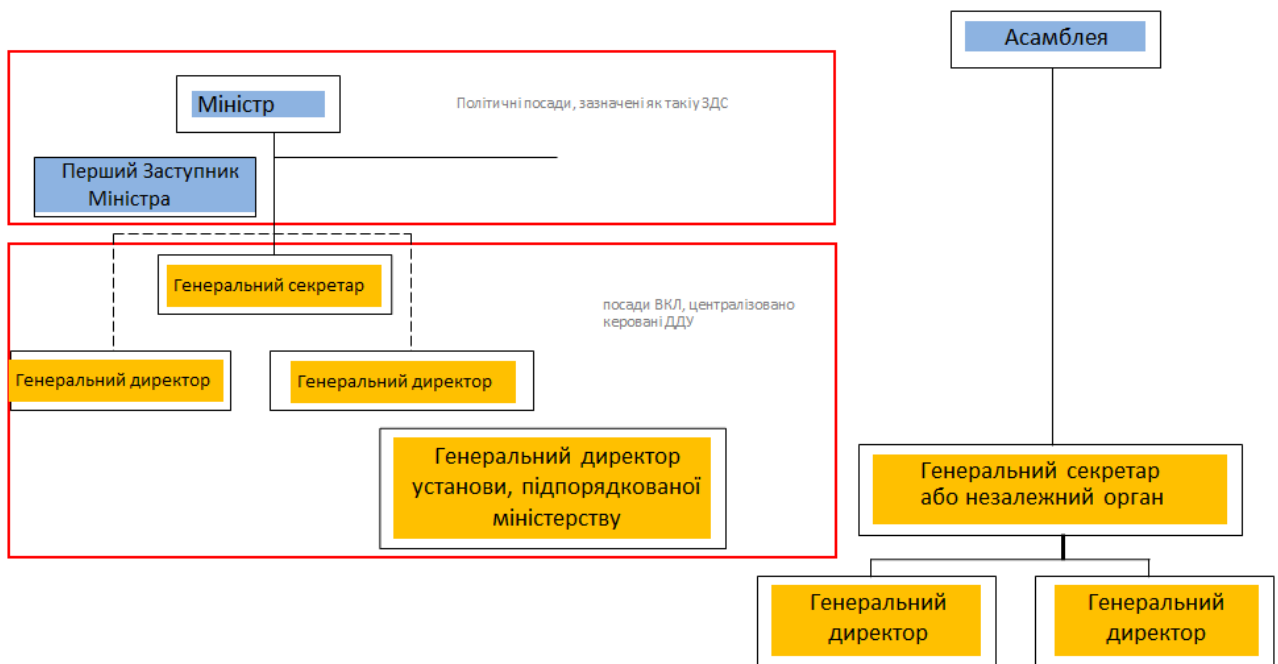 Асамблея
Міністр
Політичні посади, зазначені як такі у ЗДС
Перший Заступник
Міністра
Генеральний секретар
посади ВКЛ, централізовано
керовані ДДУ
Генеральний директор
Генеральний директор
Генеральний директор
установи, підпорядкованої
міністерству
Генеральний секретар
або незалежний орган
Генеральний
директор
Генеральний
директор